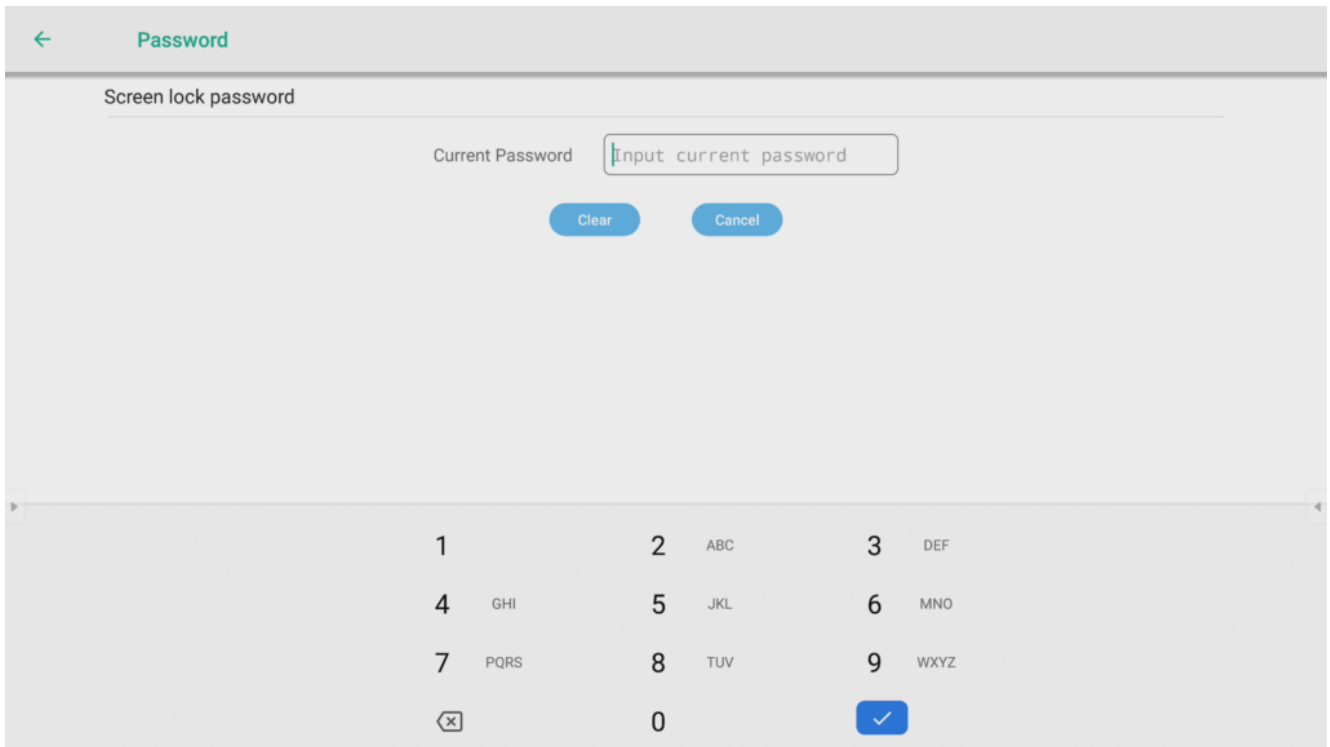 Password
Screen lock password
Current Password Input current password
Clear Cancel
1 2 ABC 3 DEF
4 GHI 5 JKL 6 MNO
7 PQRS 8 TUV 9 WXYZ
0